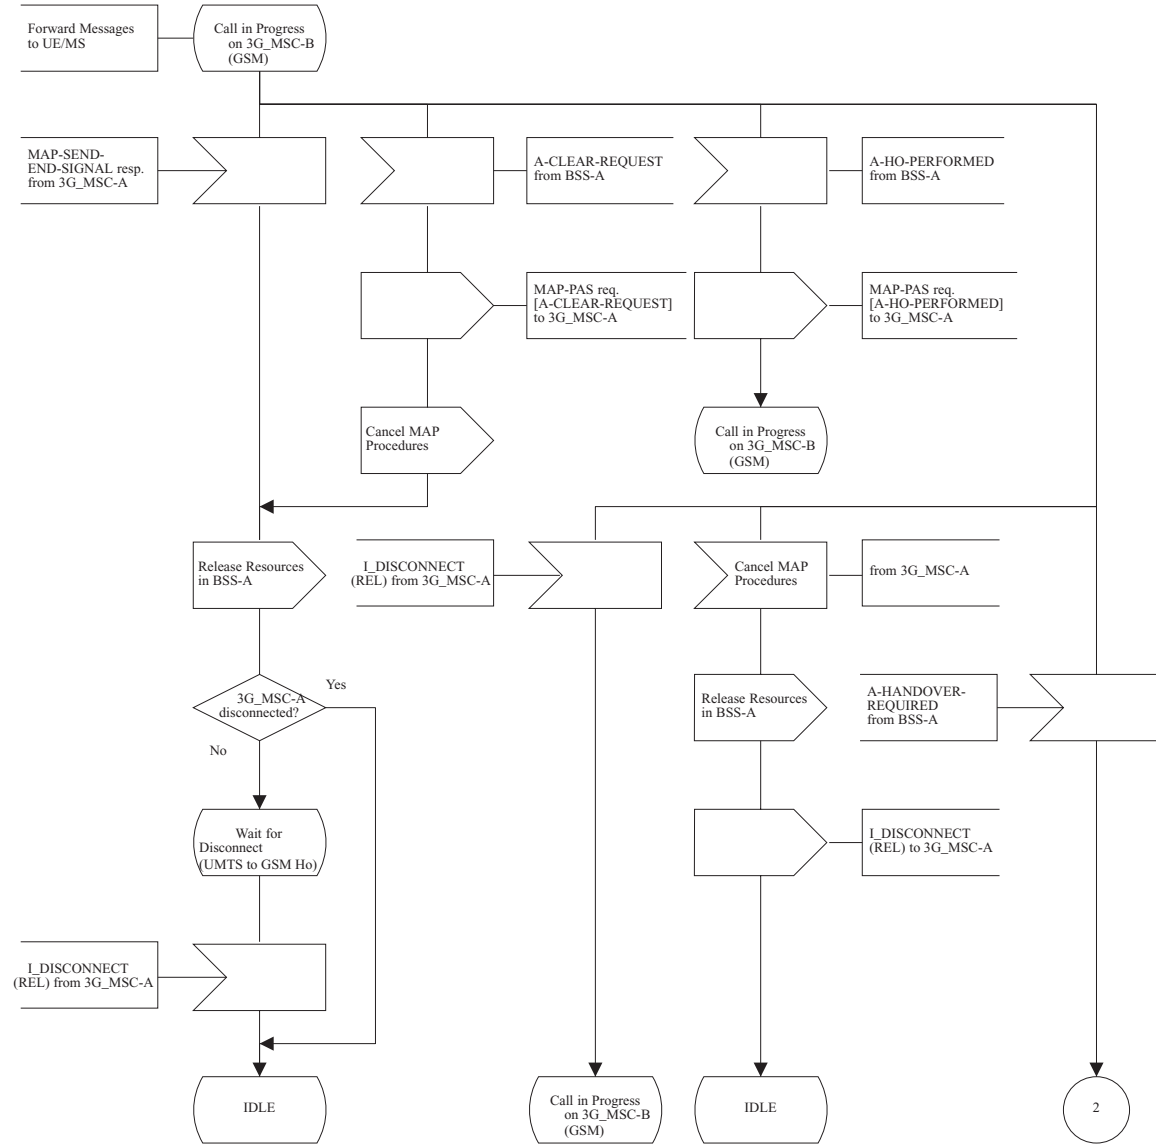 Forward Messages
to UE/MS
Call in Progress
on 3G_MSC-B
(GSM)
MAP-SEND-
END-SIGNAL resp.
from 3G_MSC-A
A-CLEAR-REQUEST
from BSS-A
A-HO-PERFORMED
from BSS-A
MAP-PAS req.
[A-CLEAR-REQUEST]
to 3G_MSC-A
MAP-PAS req.
[A-HO-PERFORMED]
to 3G_MSC-A
Cancel MAP
Procedures
Call in Progress
on 3G_MSC-B
(GSM)
Release Resources
in BSS-A
I_DISCONNECT
(REL) from 3G_MSC-A
Cancel MAP
Procedures
from 3G_MSC-A
3G_MSC-A
disconnected?
Yes
No
Release Resources
in BSS-A
A-HANDOVER-
REQUIRED
from BSS-A
Wait for
Disconnect
(UMTS to GSM Ho)
I_DISCONNECT
(REL) to 3G_MSC-A
I_DISCONNECT
(REL) from 3G_MSC-A
IDLE
Call in Progress
on 3G_MSC-B
(GSM)
IDLE
2